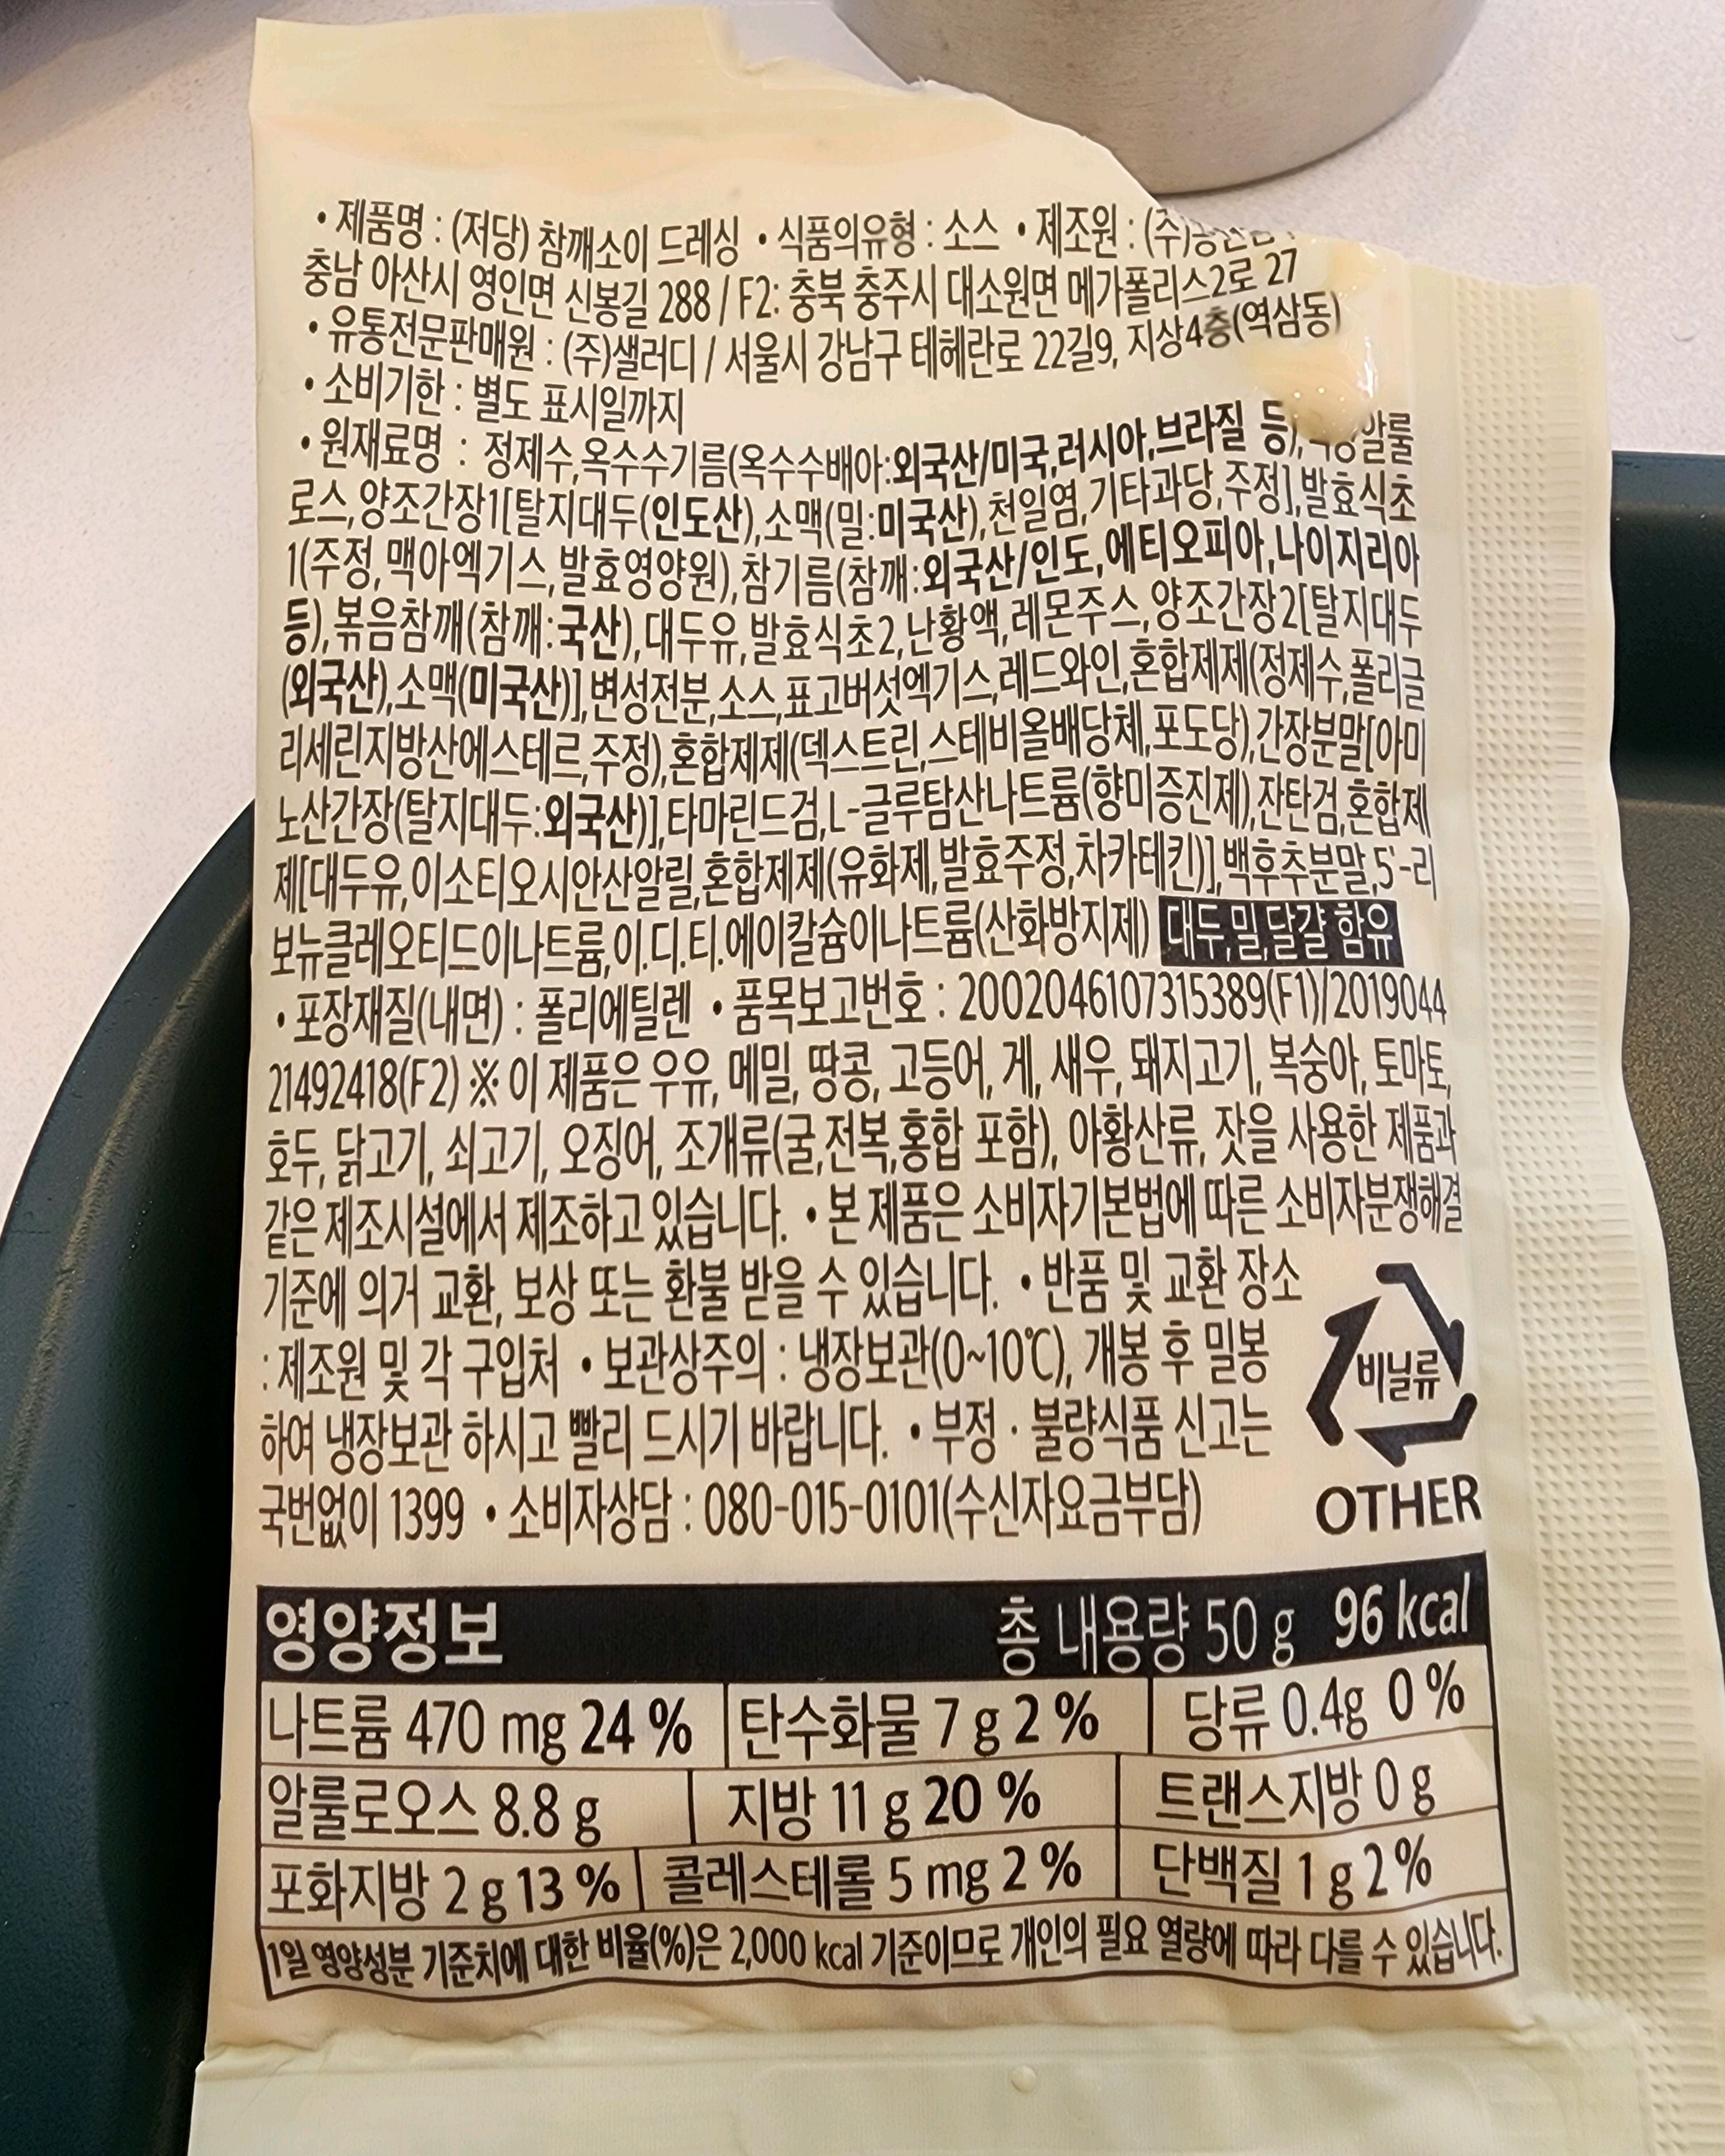 • 제품명 : (저당) 참깨소이 드레싱 • 식품의유형 : 소스 • 제조원 : (주)
충남 아산시 영인면 신봉길 288 / F2: 충북 충주시 대소원면 메가폴리스2로 27
• 유통전문판매원 : (주)샐러디 / 서울시 강남구 테헤란로 22길9, 지상4층(역삼동)
• 소비기한 : 별도 표시일까지
• 원재료명 : 정제수,옥수수기름(옥수수배아:외국산/미국,러시아,브라질 등), 알룰
로스,양조간장1[탈지대두(인도산),소맥(밀:미국산),천일염,기타과당,주정],발효식초
1(주정,맥아엑기스,발효영양원),참기름(참깨:외국산/인도,에티오피아,나이지리아
등),볶음참깨(참깨:국산),대두유,발효식초2,난황액,레몬주스,양조간장2[탈지대두
(외국산),소맥(미국산)],변성전분,소스,표고버섯엑기스,레드와인,혼합제제(정제수,폴리글
리세린지방산에스테르,주정),혼합제제(덱스트린,스테비올배당체,포도당),간장분말[아미
노산간장(탈지대두:외국산)],타마린드검,L-글루탐산나트륨(향미증진제),잔탄검,혼합제
제[대두유,이소티오시안산알릴,혼합제제(유화제,발효주정,차카테킨)],백후추분말,5'-리
보뉴클레오티드이나트륨,이.디.티.에이칼슘이나트륨(산화방지제) 대두,밀,달걀 함유
• 포장재질(내면) : 폴리에틸렌 • 품목보고번호 : 2002046107315389(F1)/2019044
21492418(F2) ※ 이 제품은 우유, 메밀, 땅콩, 고등어, 게, 새우, 돼지고기, 복숭아, 토마토,
호두, 닭고기, 쇠고기, 오징어, 조개류(굴,전복,홍합 포함), 아황산류, 잣을 사용한 제품과
같은 제조시설에서 제조하고 있습니다. • 본 제품은 소비자기본법에 따른 소비자분쟁해결
기준에 의거 교환, 보상 또는 환불 받을 수 있습니다. • 반품 및 교환 장소
: 제조원 및 각 구입처 • 보관상주의 : 냉장보관(0~10℃), 개봉 후 밀봉
하여 냉장보관 하시고 빨리 드시기 바랍니다. • 부정 · 불량식품 신고는
국번없이 1399 • 소비자상담 : 080-015-0101(수신자요금부담)
비닐류
OTHER
영양정보 총 내용량 50 g 96 kcal
나트륨 470 mg 24 % 탄수화물 7 g 2 % 당류 0.4g 0 %
알룰로오스 8.8 g 지방 11 g 20 % 트랜스지방 0 g
포화지방 2 g 13 % 콜레스테롤 5 mg 2 % 단백질 1 g 2 %
1일 영양성분 기준치에 대한 비율(%)은 2,000 kcal 기준이므로 개인의 필요 열량에 따라 다를 수 있습니다.